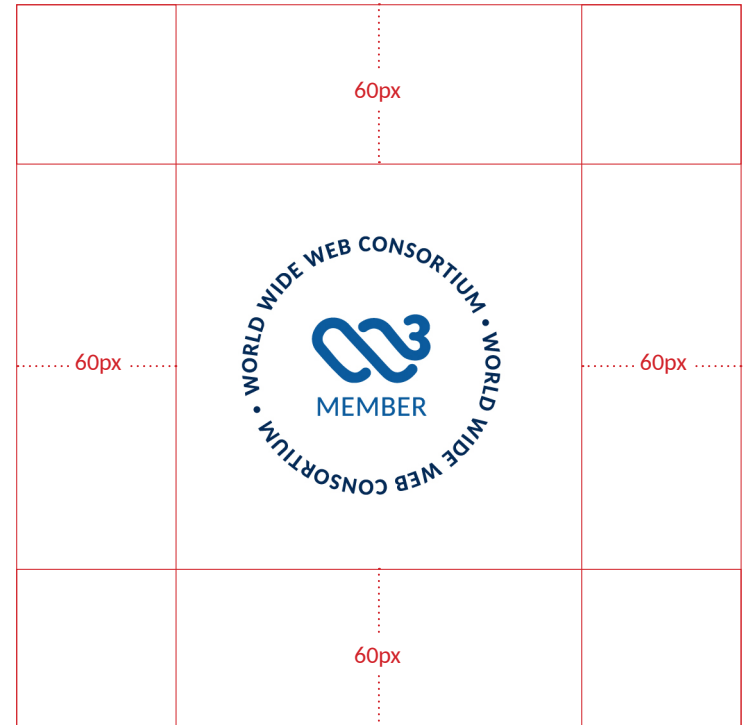 60px
WORLD WIDE WEB CONSORTIUM • WORLD WIDE WEB CONSORTIUM •
60px
60px
MEMBER
60px